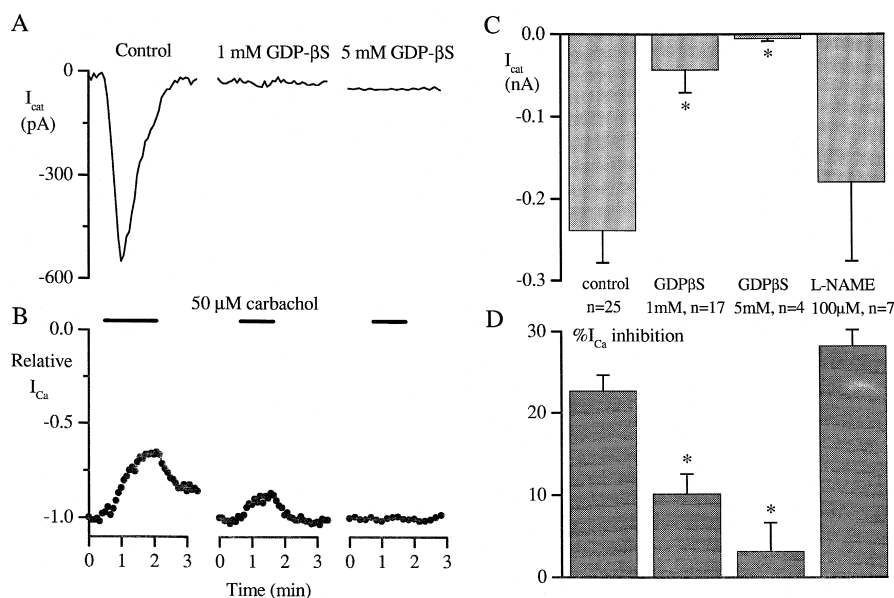 A
Control
1 mM GDP-βS
5 mM GDP-βS
0
I cat
(pA)
-300
-600
50 μM carbachol
B
0.0
Relative
I Ca
-0.5
-1.0
0 1 2 3 0 1 2 3 0 1 2 3
Time (min)
C
0.0
I cat
(nA)
-0.1
-0.2
-0.3
*
*
control
n=25
GDPβS
1mM, n=17
GDPβS
5mM, n=4
L-NAME
100μM, n=7
D
30
%I Ca inhibition
20
10
0
*
*